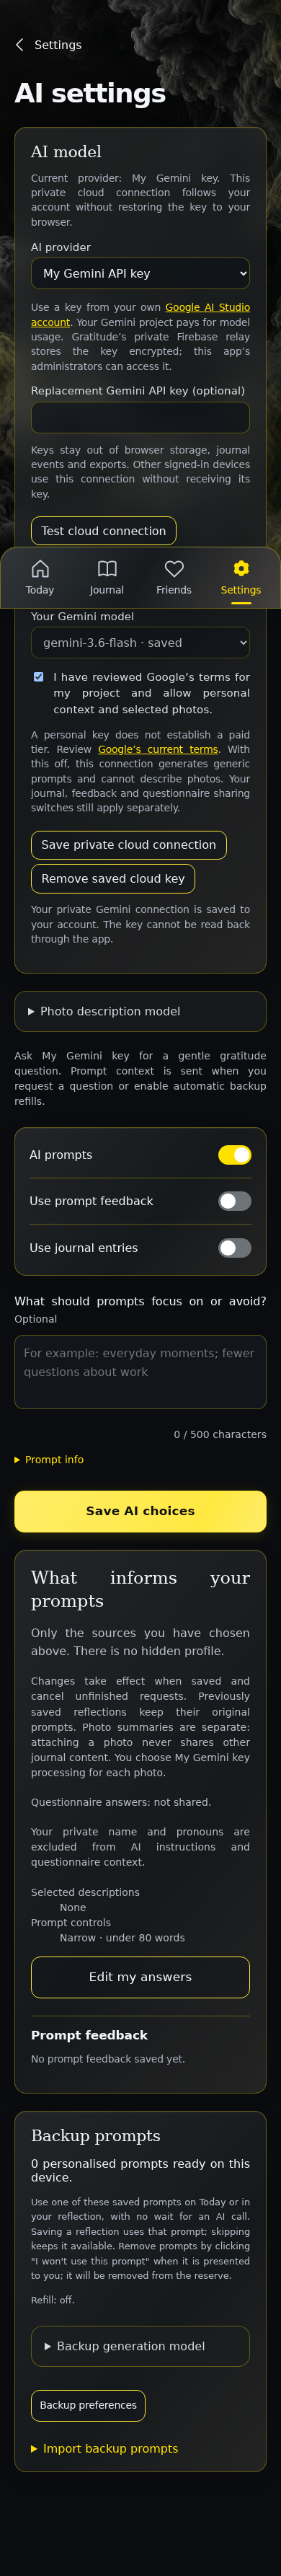 Settings
AI settings
AI model
Current provider: My Gemini key. This
private cloud connection follows your
account without restoring the key to your
browser.
AI provider
My Gemini API key
Use a key from your own Google AI Studio
account. Your Gemini project pays for model
usage. Gratitude’s private Firebase relay
stores the key encrypted; this app’s
administrators can access it.
Replacement Gemini API key (optional)
Keys stay out of browser storage, journal
events and exports. Other signed-in devices
use this connection without receiving its
key.
Test cloud connection
Today
Journal
Friends
Settings
Your Gemini model
gemini-3.6-flash · saved
I have reviewed Google’s terms for
my project and allow personal
context and selected photos.
A personal key does not establish a paid
tier. Review Google’s current terms. With
this off, this connection generates generic
prompts and cannot describe photos. Your
journal, feedback and questionnaire sharing
switches still apply separately.
Save private cloud connection
Remove saved cloud key
Your private Gemini connection is saved to
your account. The key cannot be read back
through the app.
Photo description model
Ask My Gemini key for a gentle gratitude
question. Prompt context is sent when you
request a question or enable automatic backup
refills.
AI prompts
Use prompt feedback
Use journal entries
What should prompts focus on or avoid?
Optional
For example: everyday moments; fewer
questions about work
0 / 500 characters
Prompt info
Save AI choices
What informs your
prompts
Only the sources you have chosen
above. There is no hidden profile.
Changes take effect when saved and
cancel unfinished requests. Previously
saved reflections keep their original
prompts. Photo summaries are separate:
attaching a photo never shares other
journal content. You choose My Gemini key
processing for each photo.
Questionnaire answers: not shared.
Your private name and pronouns are
excluded from AI instructions and
questionnaire context.
Selected descriptions
None
Prompt controls
Narrow · under 80 words
Edit my answers
Prompt feedback
No prompt feedback saved yet.
Backup prompts
0 personalised prompts ready on this
device.
Use one of these saved prompts on Today or in
your reflection, with no wait for an AI call.
Saving a reflection uses that prompt; skipping
keeps it available. Remove prompts by clicking
"I won't use this prompt" when it is presented
to you; it will be removed from the reserve.
Refill: off.
Backup generation model
Backup preferences
Import backup prompts